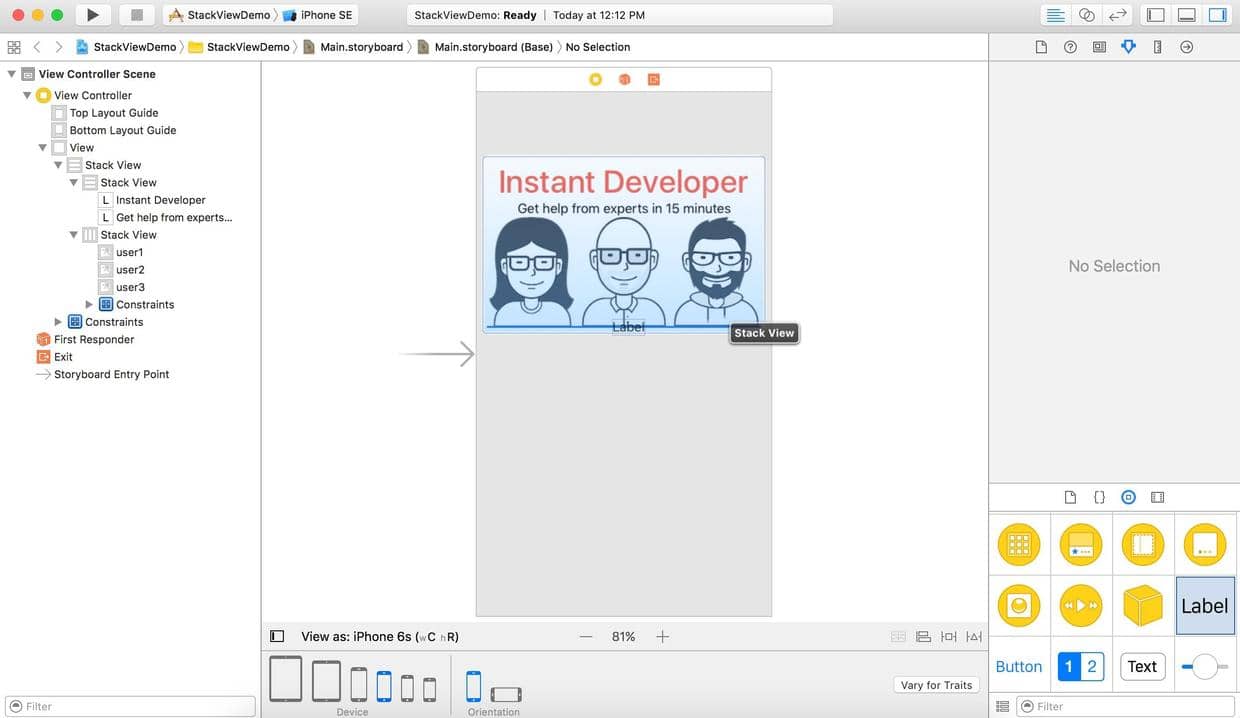 StackViewDemo iPhone SE
StackViewDemo: Ready | Today at 12:12 PM
StackViewDemo StackViewDemo Main.storyboard Main.storyboard (Base) No Selection
View Controller Scene
View Controller
Top Layout Guide
Bottom Layout Guide
View
Stack View
Stack View
L Instant Developer
L Get help from experts...
Stack View
user1
user2
user3
Constraints
Constraints
First Responder
Exit
Storyboard Entry Point
Filter
Instant Developer
Get help from experts in 15 minutes
Label
Stack View
View as: iPhone 6s (wC hR)
81%
Device
Orientation
Vary for Traits
No Selection
{}
Label
Button
1 2
Text
Filter